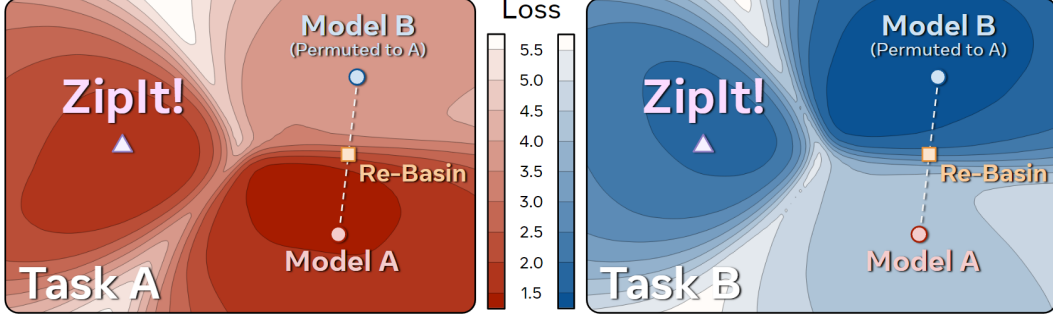 Model B
(Permuted to A)
ZipIt!
Re-Basin
Model A
Task A
Loss
5.5
5.0
4.5
4.0
3.5
3.0
2.5
2.0
1.5
Model B
(Permuted to A)
ZipIt!
Re-Basin
Model A
Task B